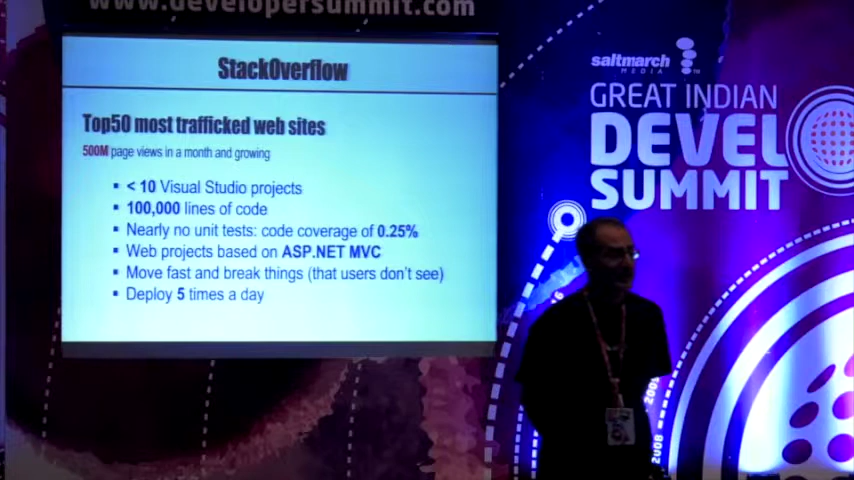 www.developersummit.com
StackOverflow
Top50 most trafficked web sites
500M page views in a month and growing
▪ < 10 Visual Studio projects
▪ 100,000 lines of code
▪ Nearly no unit tests: code coverage of 0.25%
▪ Web projects based on ASP.NET MVC
▪ Move fast and break things (that users don't see)
▪ Deploy 5 times a day
saltmarch
MEDIA
TM
GREAT INDIAN
DEVEL
SUMMIT
2009
2008